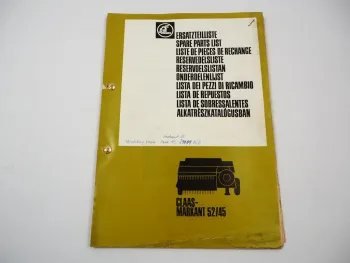 ERSATZTEILLISTE
SPARE PARTS LIST
LISTE DE PIECES DE RECHANGE
RESERVEDELSLISTE
RESERVDELSLISTAN
ONDERDELENLIJST
LISTA DEI PEZZI DI RICAMBIO
LISTA DE REPUESTOS
LISTA DE SOBRESSALENTES
ALKATRÈSZKATALÓGUSBAN
CLAAS-
MARKANT 52/45